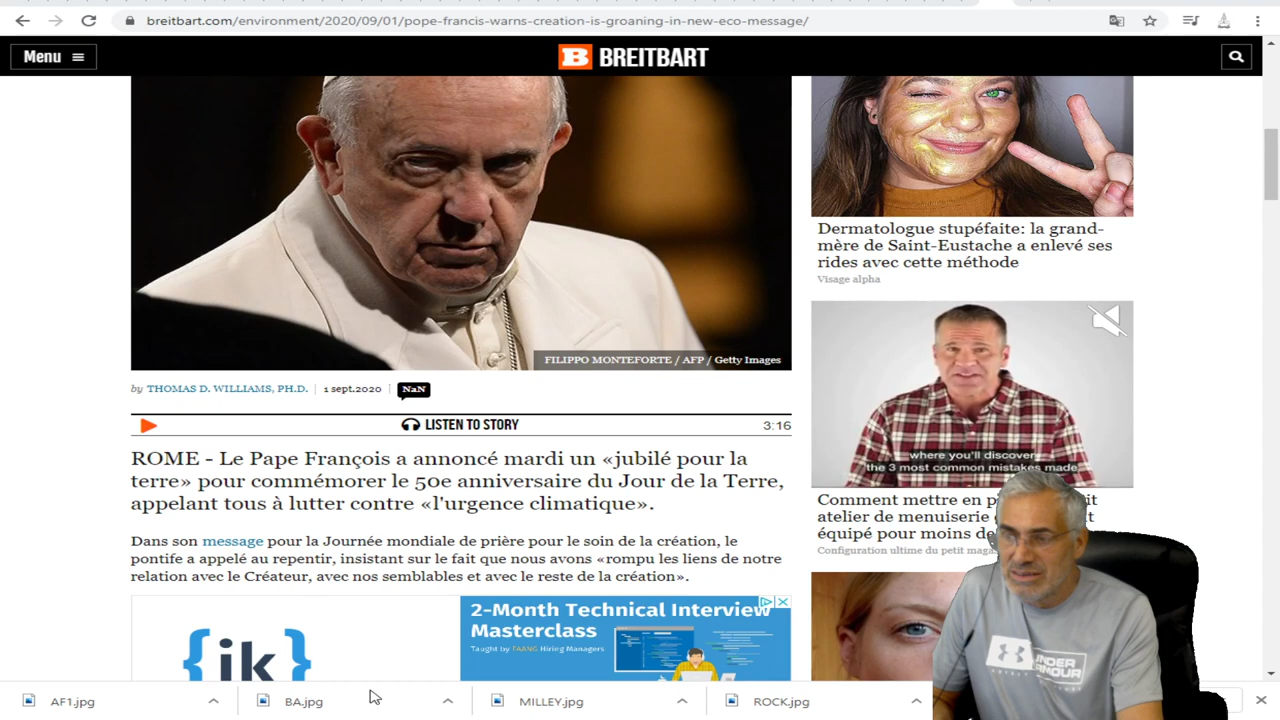 breitbart.com/environment/2020/09/01/pope-francis-warns-creation-is-groaning-in-new-eco-message/
Menu
B BREITBART
FILIPPO MONTEFORTE / AFP / Getty Images
by THOMAS D. WILLIAMS, PH.D. | 1 sept.2020 | NaN
LISTEN TO STORY
3:16
ROME - Le Pape François a annoncé mardi un «jubilé pour la
terre» pour commémorer le 50e anniversaire du Jour de la Terre,
appelant tous à lutter contre «l'urgence climatique».
Dans son message pour la Journée mondiale de prière pour le soin de la création, le
pontife a appelé au repentir, insistant sur le fait que nous avons «rompu les liens de notre
relation avec le Créateur, avec nos semblables et avec le reste de la création».
{ik}
2-Month Technical Interview
Masterclass
Taught by FAANG Hiring Managers
Dermatologue stupéfaite: la grand-
mère de Saint-Eustache a enlevé ses
rides avec cette méthode
Visage alpha
where you'll discover
the 3 most common mistakes made
Comment mettre en
atelier de menuiserie
équipé pour moins de
Configuration ultime du petit
UNDER ARMOUR
AF1.jpg
BA.jpg
MILLEY.jpg
ROCK.jpg